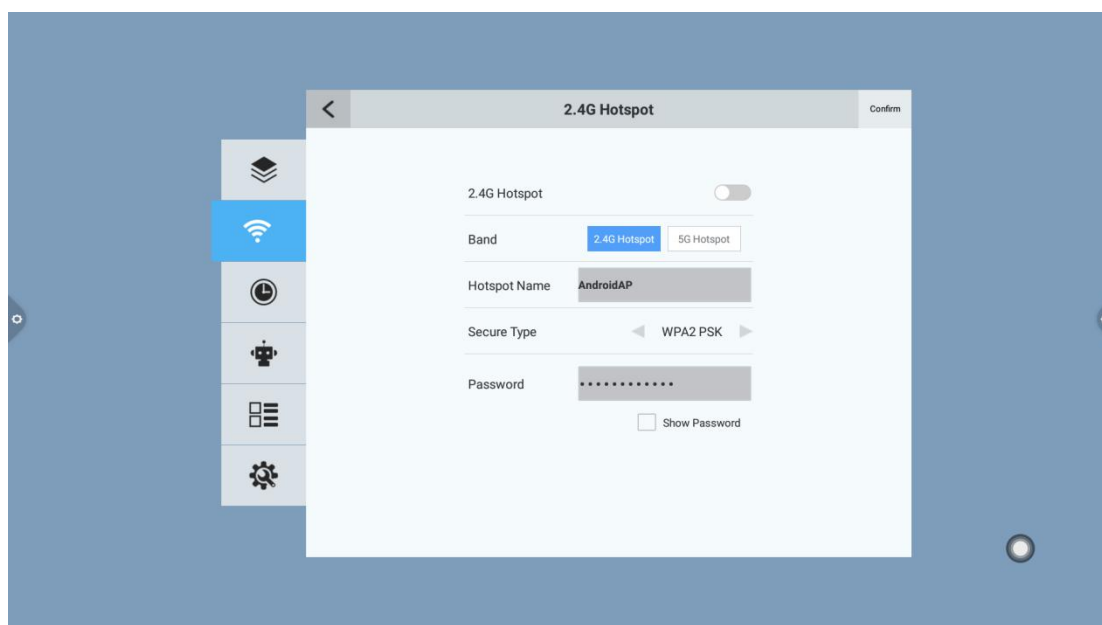 2.4G Hotspot
Confirm
2.4G Hotspot
Band
2.4G Hotspot
5G Hotspot
Hotspot Name
AndroidAP
Secure Type
WPA2 PSK
Password
••••••••••••
Show Password